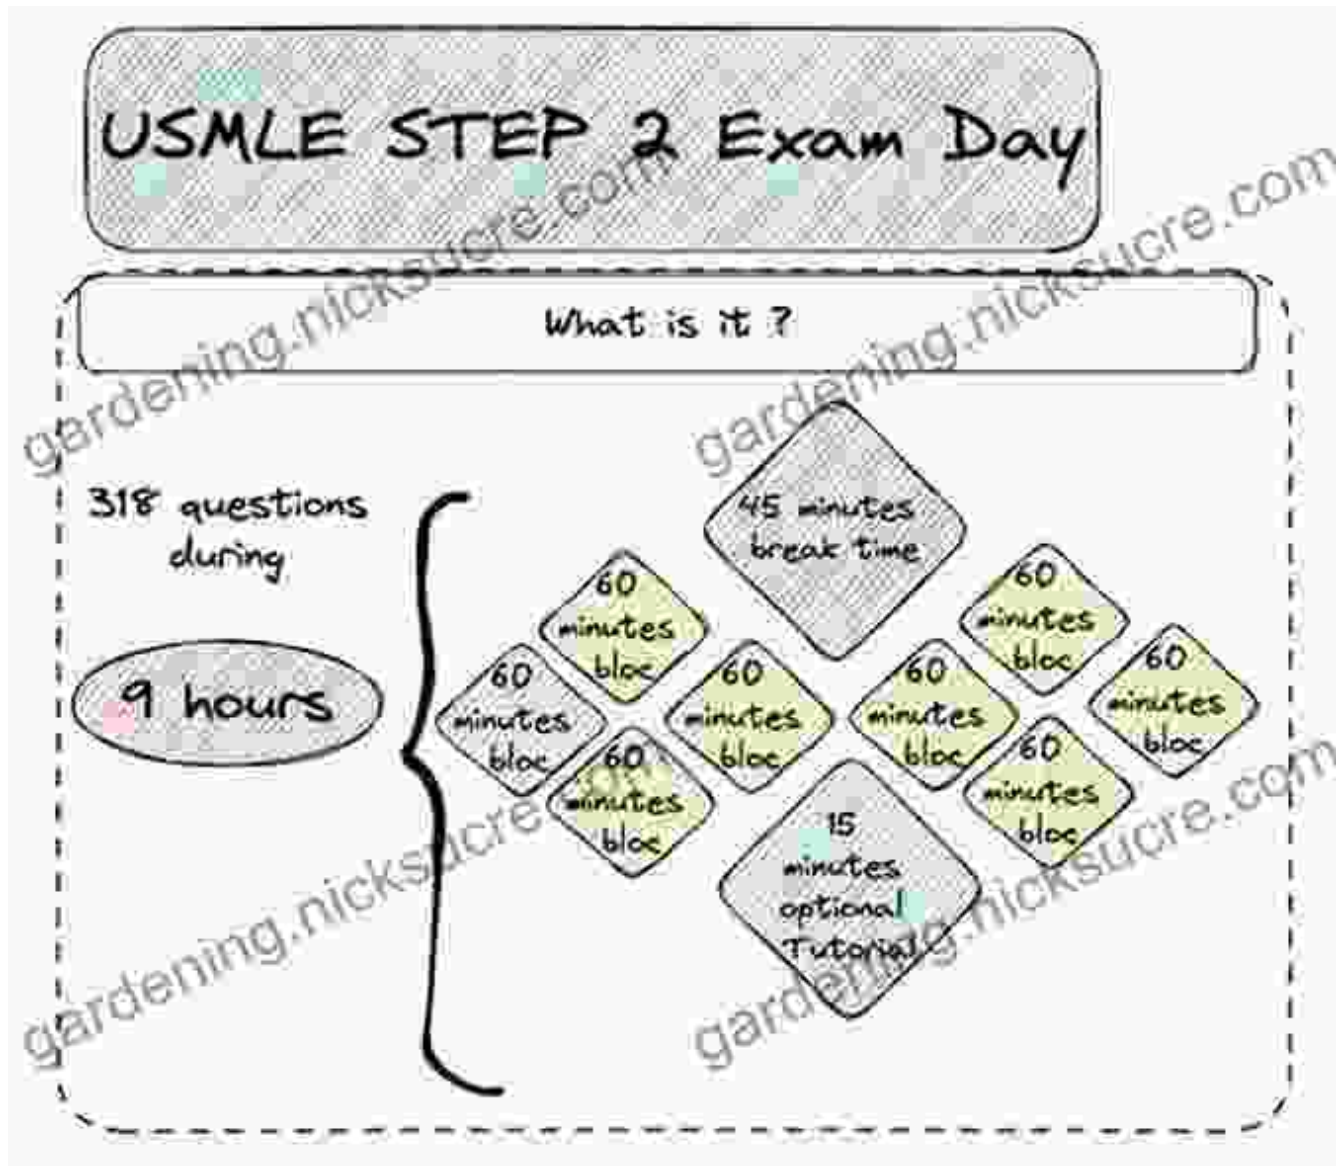 USMLE STEP 2 Exam Day
What is it ?
318 questions
during
9 hours
45 minutes
break time
60
minutes
bloc
60
minutes
bloc
60
minutes
bloc
60
minutes
bloc
60
minutes
bloc
60
minutes
bloc
60
minutes
bloc
60
minutes
bloc
15
minutes
optional
Tutorial
gardening.nicksucre.com
gardening.nicksucre.com
gardening.nicksucre.com
gardening.nicksucre.com